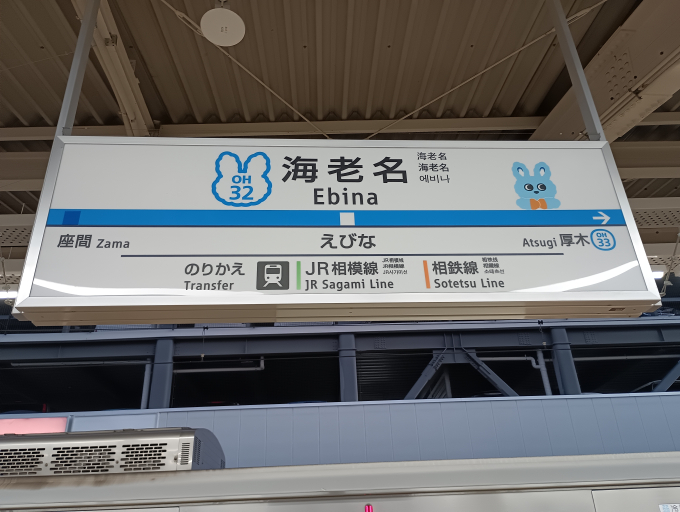 OH
32
海老名
Ebina
海老名
海老名
에비나
座間 Zama
えびな
Atsugi 厚木
OH
33
のりかえ
Transfer
JR相模線
JR Sagami Line
相鉄線
Sotetsu Line